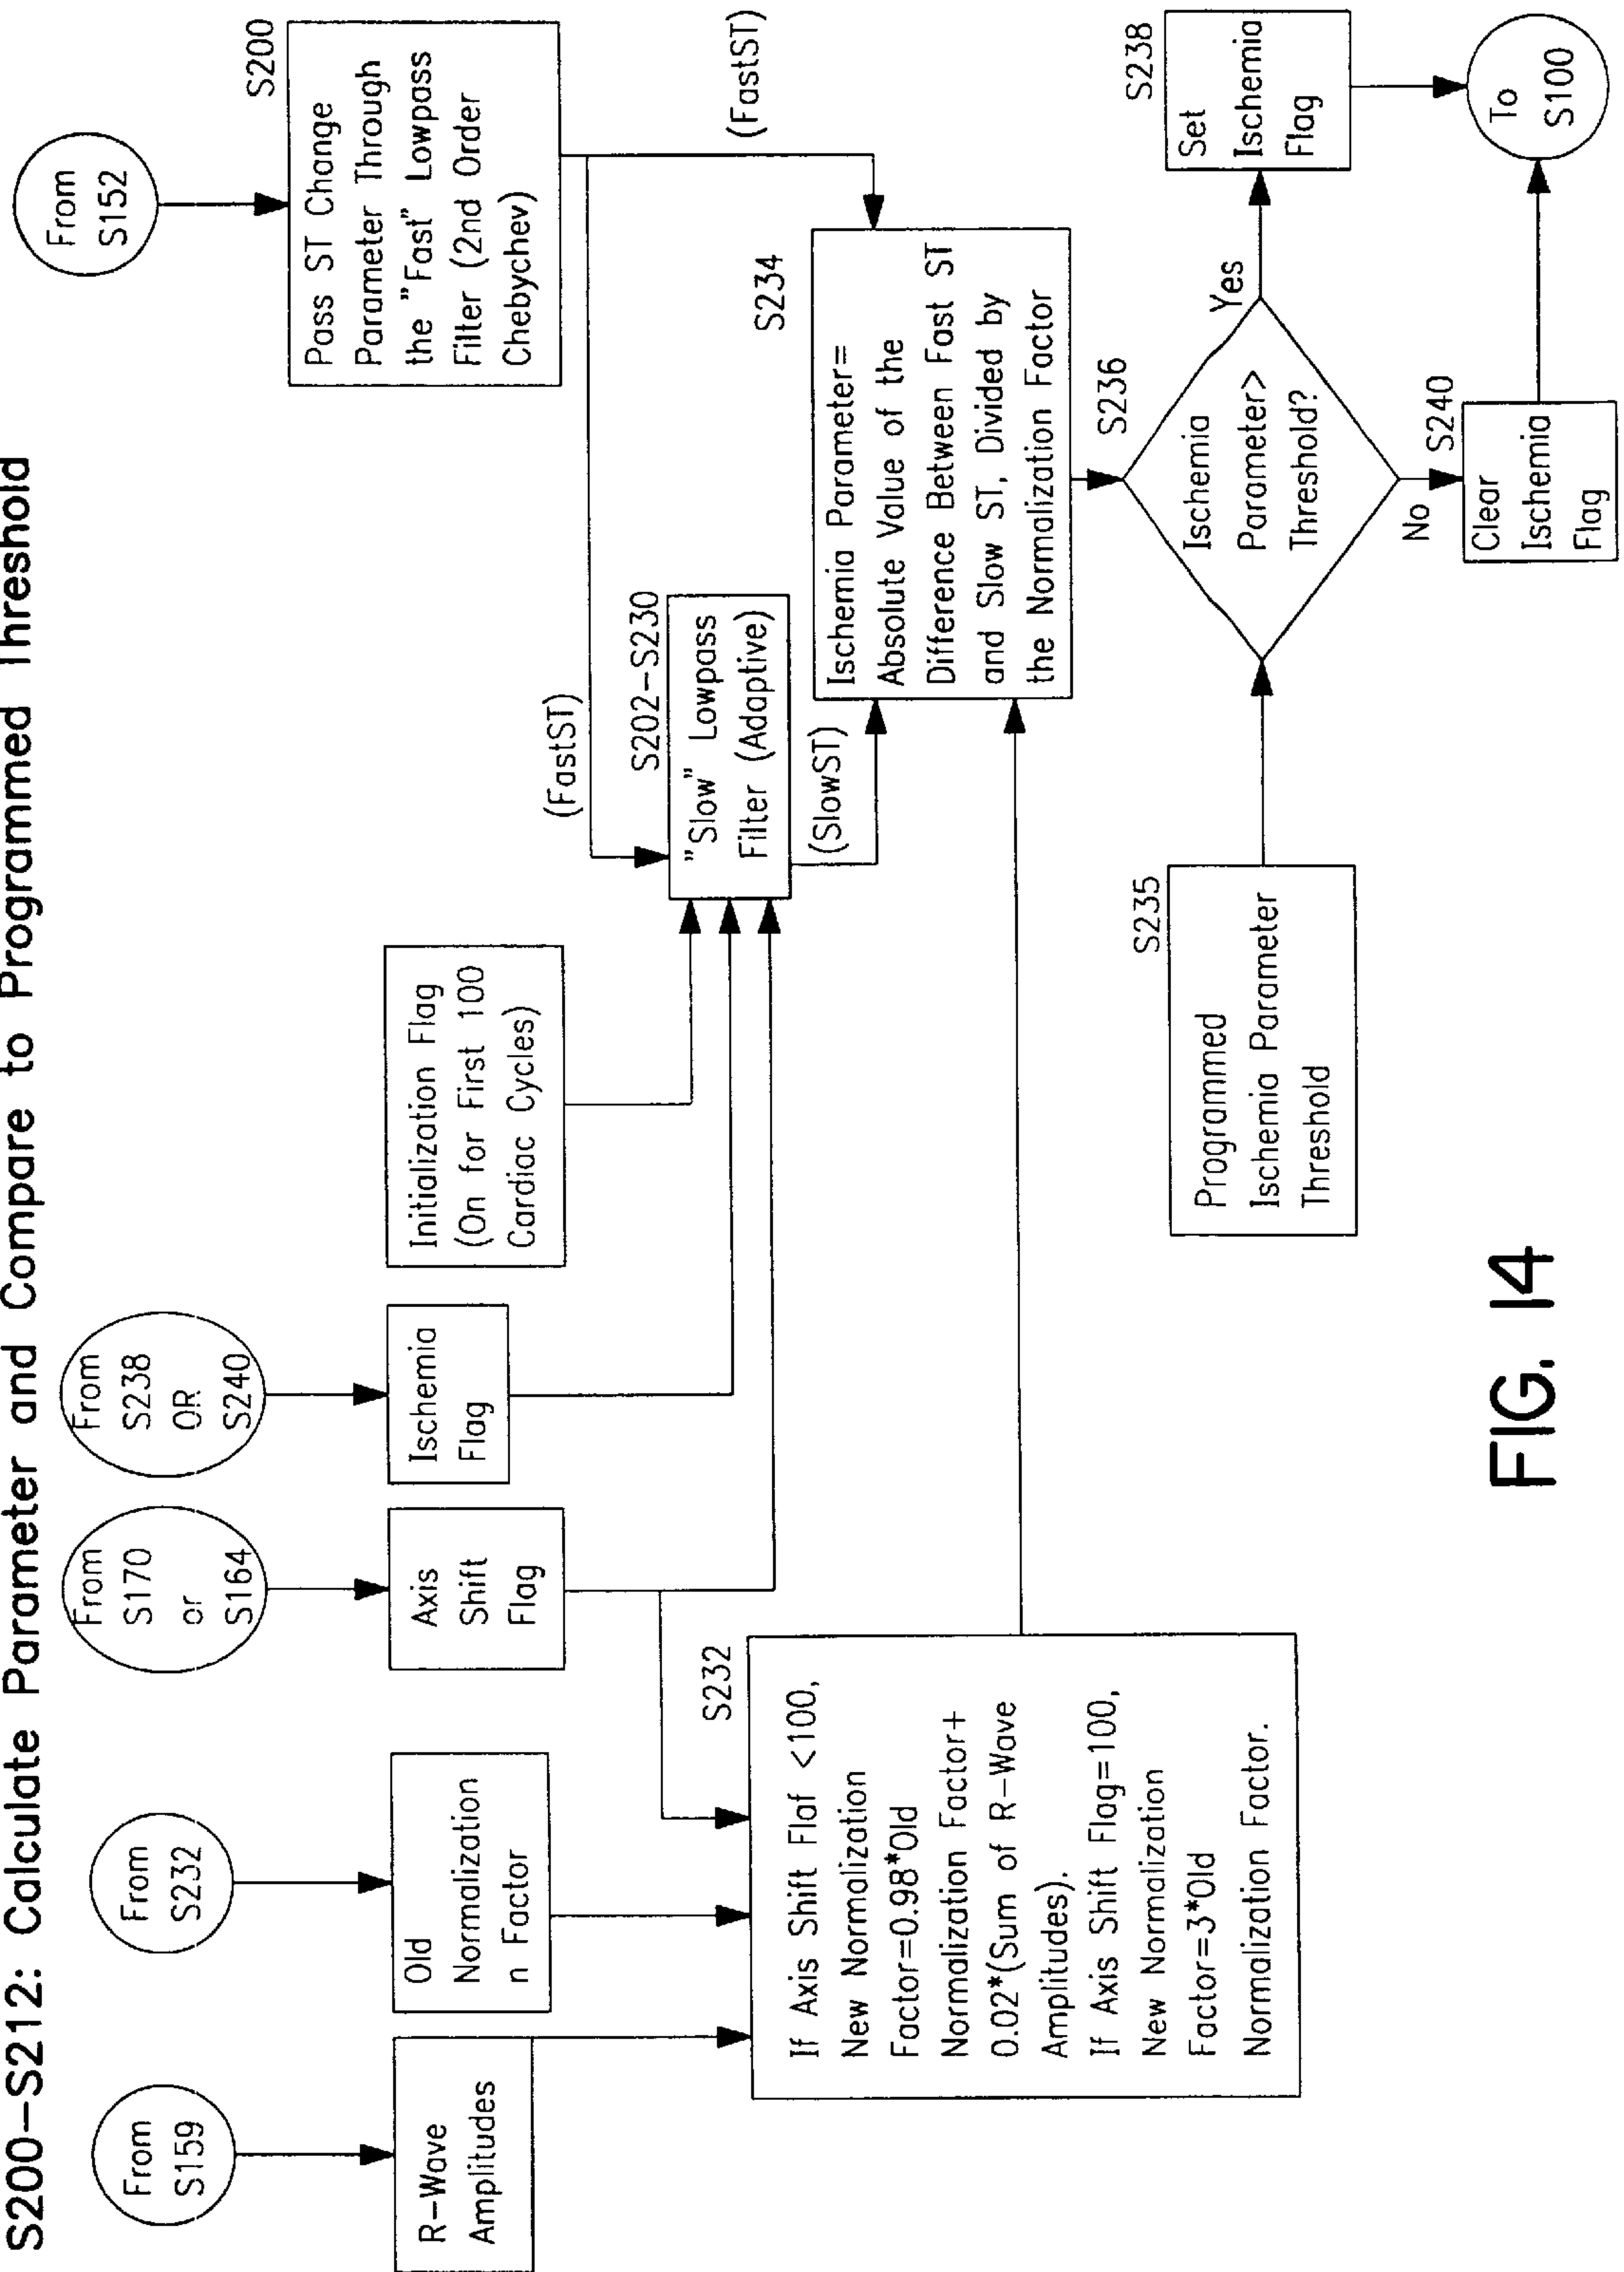 S200-S212: Calculate Parameter and Compare to Programmed Threshold
From
S159
From
S232
From
S170
or
S164
From
S238
OR
S240
From
S152
R-Wave
Amplitudes
Old
Normalization
n Factor
Axis
Shift
Flag
Ischemia
Flag
Initialization Flag
(On for First 100
Cardiac Cycles)
S200
Pass ST Change
Parameter Through
the "Fast" Lowpass
Filter (2nd Order
Chebychev)
(FastST)
(FastST)
S202-S230
"Slow" Lowpass
Filter (Adaptive)
(SlowST)
S232
If Axis Shift Flaf <100,
New Normalization
Factor=0.98*Old
Normalization Factor+
0.02*(Sum of R-Wave
Amplitudes).
If Axis Shift Flag=100,
New Normalization
Factor=3*Old
Normalization Factor.
S234
Ischemia Parameter=
Absolute Value of the
Difference Between Fast ST
and Slow ST, Divided by
the Normalization Factor
S235
Programmed
Ischemia Parameter
Threshold
S236
Ischemia
Parameter>
Threshold?
Yes
No
S238
Set
Ischemia
Flag
S240
Clear
Ischemia
Flag
To
S100
FIG. 14